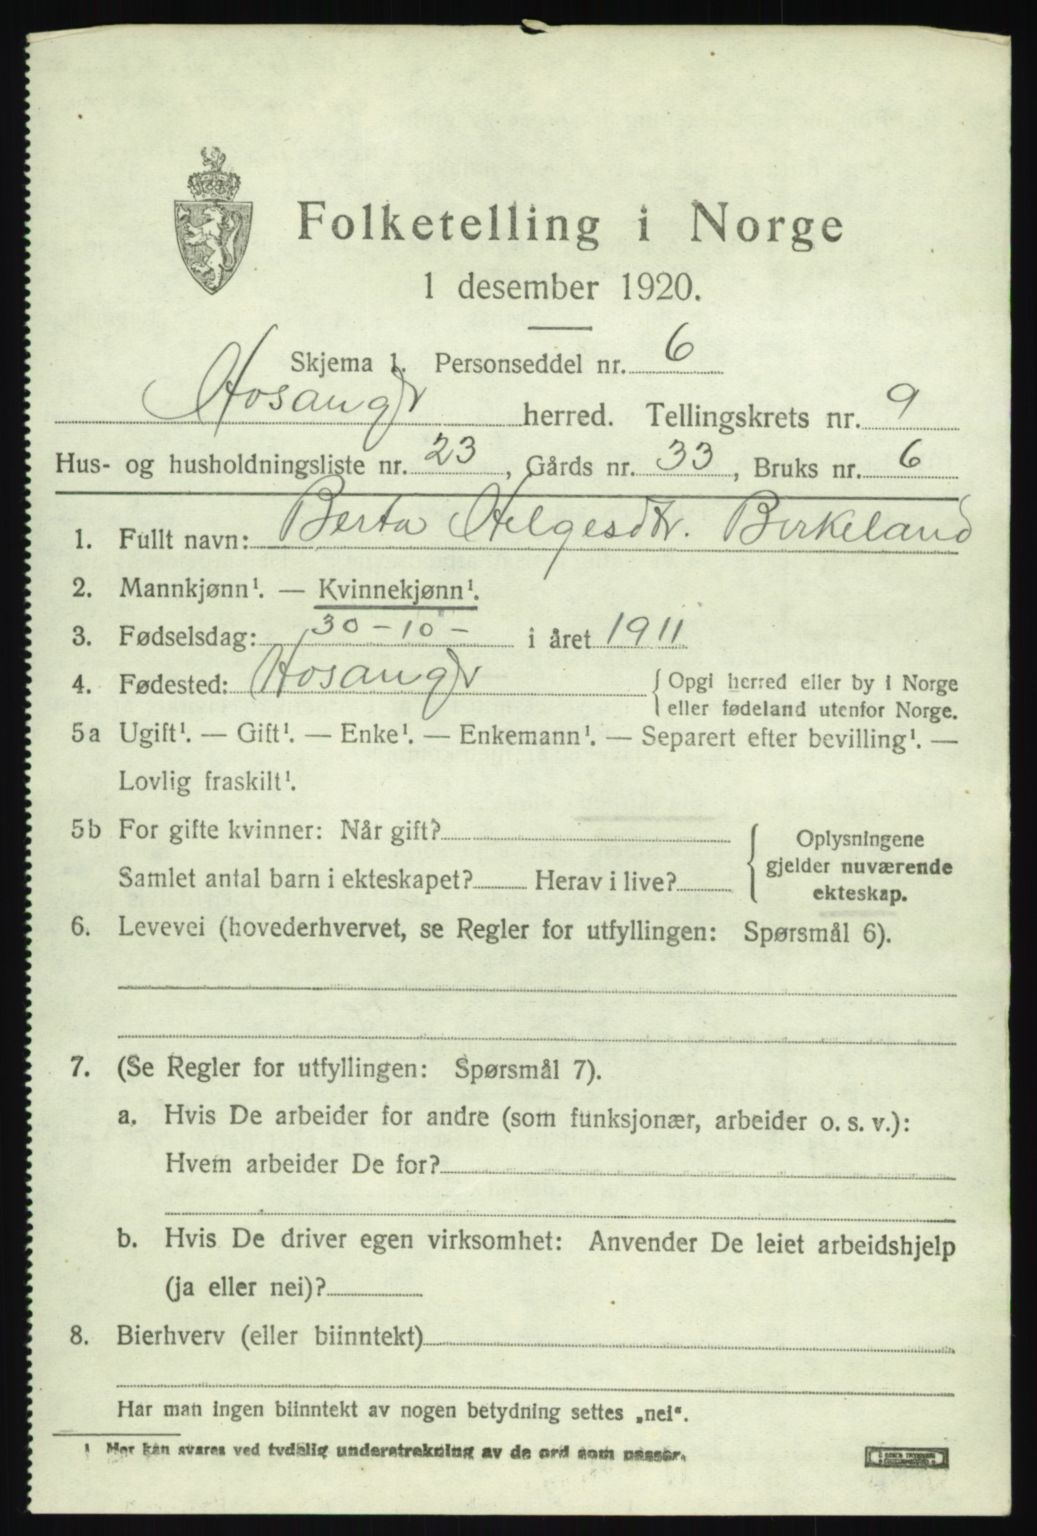 Folketelling i Norge
1 desember 1920.
Skjema 1. Personseddel nr. 6
Hosangr herred. Tellingskrets nr. 9
Hus- og husholdningsliste nr. 23, Gårds nr. 33, Bruks nr. 6
1. Fullt navn: Berta Helgesdtr. Birkeland
2. Mannkjønn¹. — Kvinnekjønn¹.
3. Fødselsdag: 30-10- i året 1911
4. Fødested: Hosangr { Opgi herred eller by i Norge
eller fødeland utenfor Norge.
5a Ugift¹. — Gift¹. — Enke¹. — Enkemann¹. — Separert efter bevilling¹. —
Lovlig fraskilt¹.
5b For gifte kvinner: Når gift?
Samlet antal barn i ekteskapet? Herav i live?
{ Oplysningene
gjelder nuværende
ekteskap.
6. Levevei (hovederhvervet, se Regler for utfyllingen: Spørsmål 6).
7. (Se Regler for utfyllingen: Spørsmål 7).
a. Hvis De arbeider for andre (som funksjonær, arbeider o. s. v.):
Hvem arbeider De for?
b. Hvis De driver egen virksomhet: Anvender De leiet arbeidshjelp
(ja eller nei)?
8. Bierhverv (eller biinntekt)
Har man ingen biinntekt av nogen betydning settes „nei“.
¹ Her kan svares ved tydelig understrekning av de ord som passer.